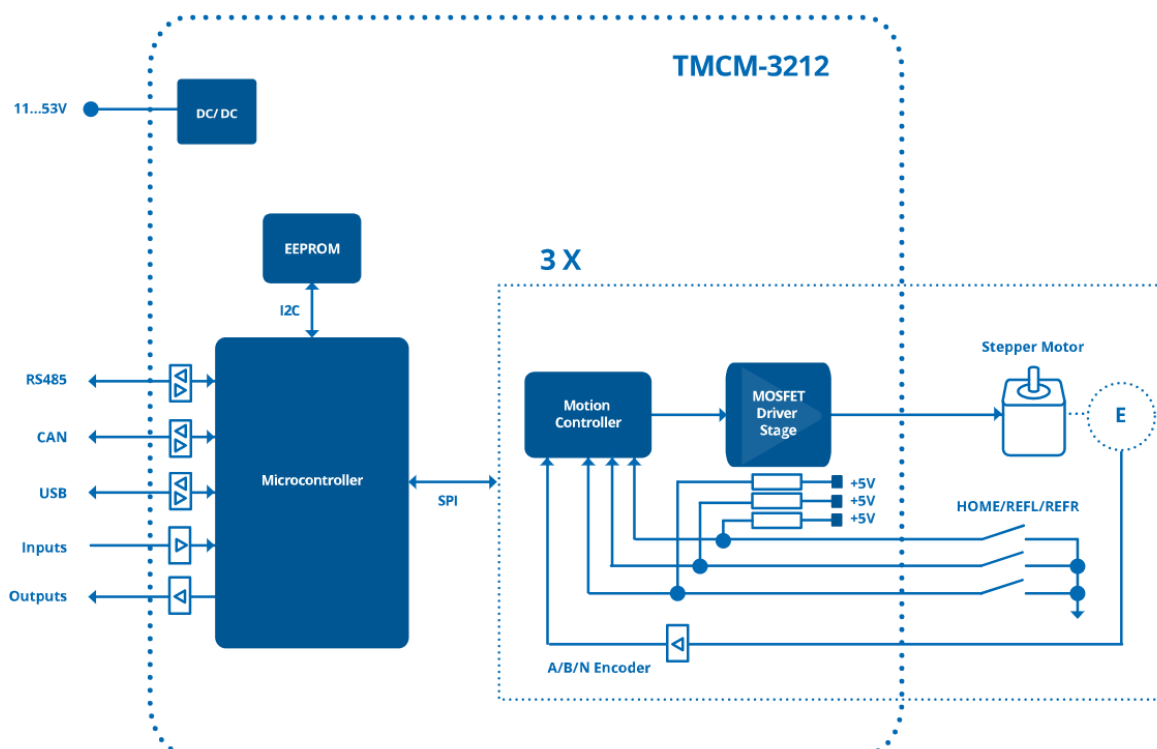 TMCM-3212
11...53V
DC/DC
EEPROM
3 X
I2C
Stepper Motor
RS485
Motion
Controller
MOSFET
Driver
Stage
E
CAN
Microcontroller
+5V
USB
SPI
+5V
HOME/REFL/REFR
+5V
Inputs
Outputs
A/B/N Encoder